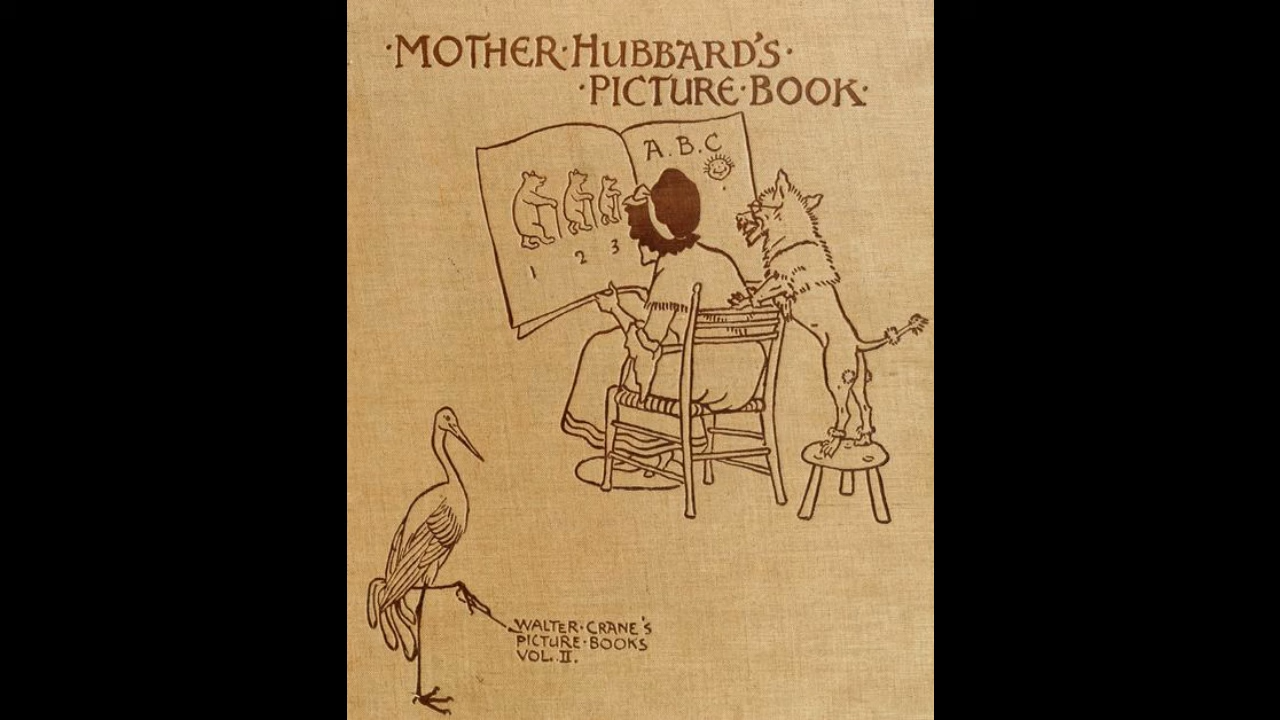 ·MOTHER·HUBBARD'S·
·PICTURE·BOOK·
A.B.C
1 2 3
WALTER·CRANE'S
PICTURE·BOOKS
VOL. II.